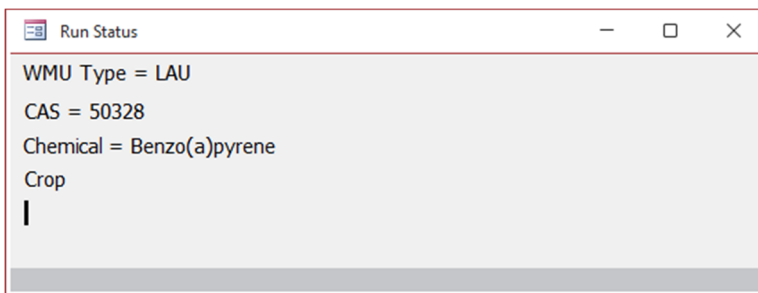 Run Status
WMU Type = LAU
CAS = 50328
Chemical = Benzo(a)pyrene
Crop